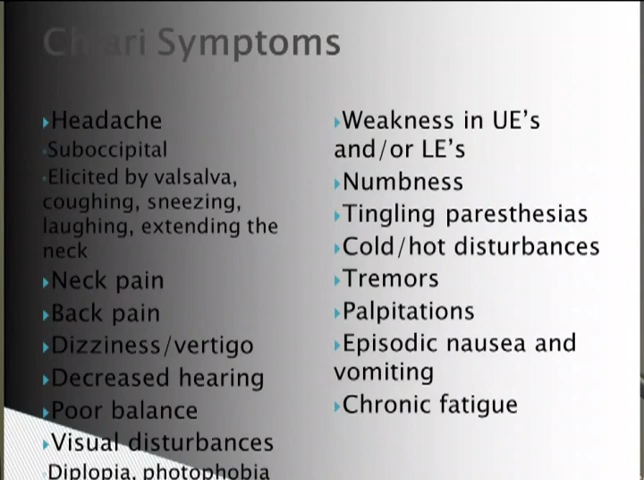 Chiari Symptoms
Headache
Suboccipital
Elicited by valsalva,
coughing, sneezing,
laughing, extending the
neck
Neck pain
Back pain
Dizziness/vertigo
Decreased hearing
Poor balance
Visual disturbances
Diplopia, photophobia
Weakness in UE's
and/or LE's
Numbness
Tingling paresthesias
Cold/hot disturbances
Tremors
Palpitations
Episodic nausea and
vomiting
Chronic fatigue